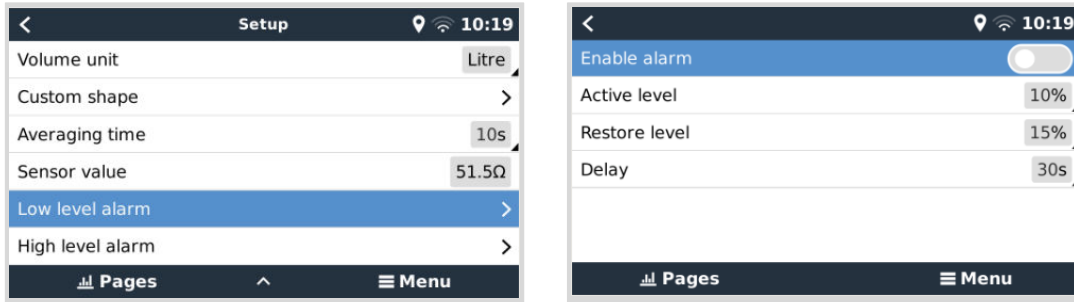 Setup 10:19
Volume unit Litre
Custom shape
Averaging time 10s
Sensor value 51.5Ω
Low level alarm
High level alarm
Pages Menu
10:19
Enable alarm
Active level 10%
Restore level 15%
Delay 30s
Pages Menu